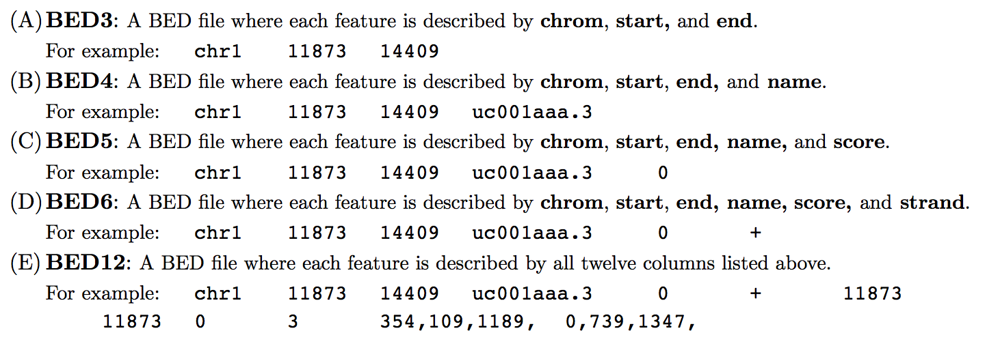 (A) BED3: A BED file where each feature is described by chrom, start, and end.
For example: chr1 11873 14409
(B) BED4: A BED file where each feature is described by chrom, start, end, and name.
For example: chr1 11873 14409 uc001aaa.3
(C) BED5: A BED file where each feature is described by chrom, start, end, name, and score.
For example: chr1 11873 14409 uc001aaa.3 0
(D) BED6: A BED file where each feature is described by chrom, start, end, name, score, and strand.
For example: chr1 11873 14409 uc001aaa.3 0 +
(E) BED12: A BED file where each feature is described by all twelve columns listed above.
For example: chr1 11873 14409 uc001aaa.3 0 + 11873
11873 0 3 354,109,1189, 0,739,1347,